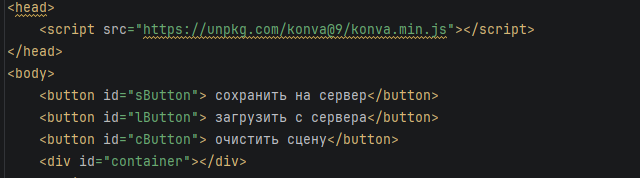 <head>
<script src="https://unpkg.com/konva@9/konva.min.js"></script>
</head>
<body>
<button id="sButton"> сохранить на сервер</button>
<button id="lButton"> загрузить с сервера</button>
<button id="cButton"> очистить сцену</button>
<div id="container"></div>